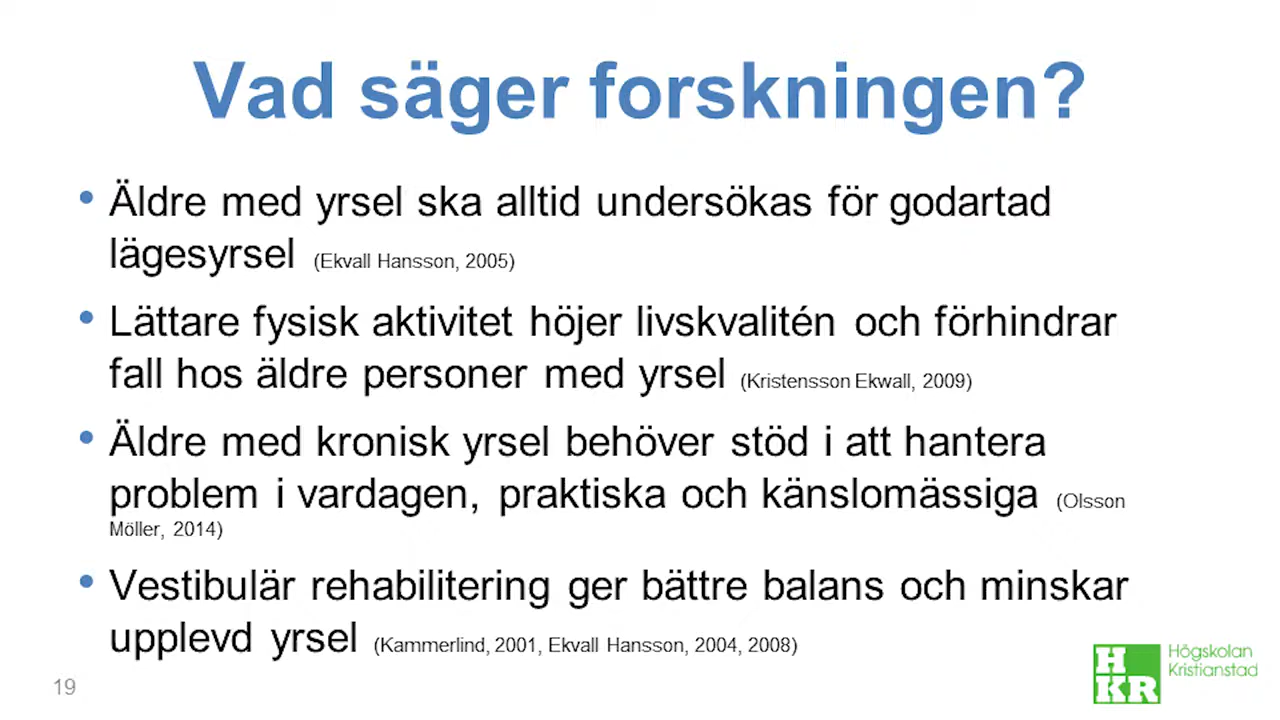 Vad säger forskningen?
• Äldre med yrsel ska alltid undersökas för godartad
lägesyrsel (Ekvall Hansson, 2005)
• Lättare fysisk aktivitet höjer livskvalitén och förhindrar
fall hos äldre personer med yrsel (Kristensson Ekwall, 2009)
• Äldre med kronisk yrsel behöver stöd i att hantera
problem i vardagen, praktiska och känslomässiga (Olsson
Möller, 2014)
• Vestibulär rehabilitering ger bättre balans och minskar
upplevd yrsel (Kammerlind, 2001, Ekvall Hansson, 2004, 2008)
19
HKR
Högskolan
Kristianstad